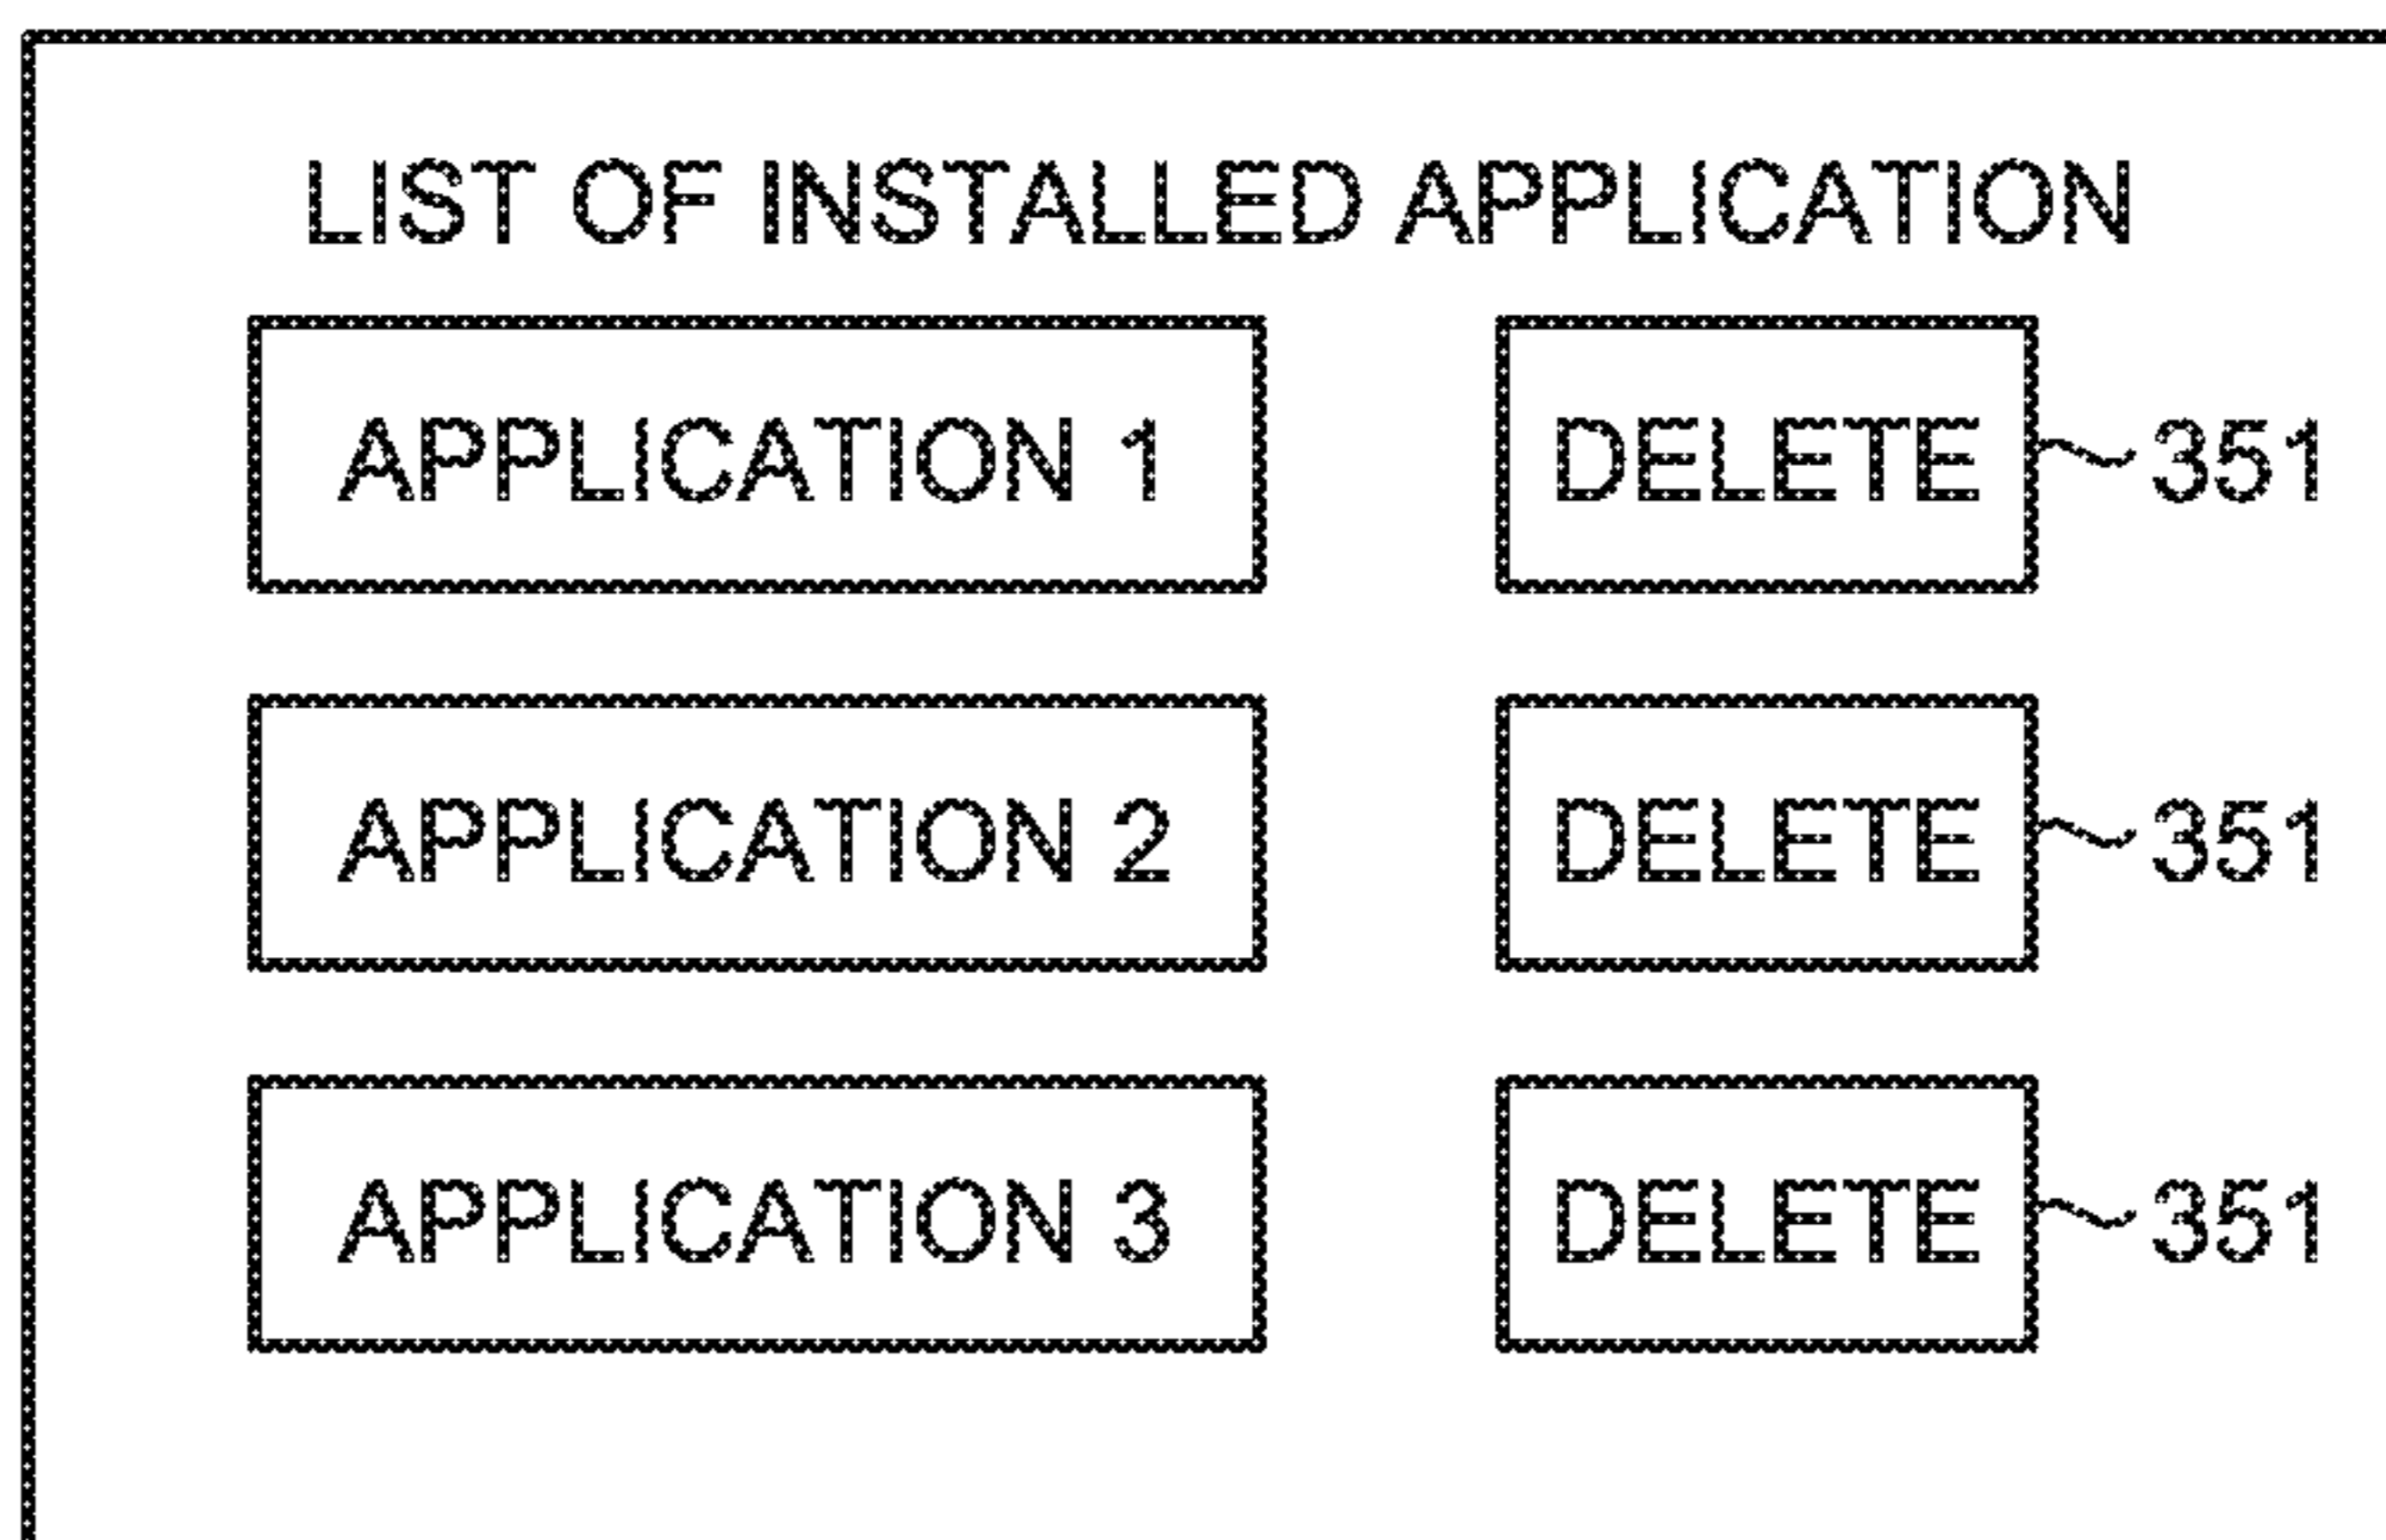 LIST OF INSTALLED APPLICATION
APPLICATION 1 DELETE 351
APPLICATION 2 DELETE 351
APPLICATION 3 DELETE 351